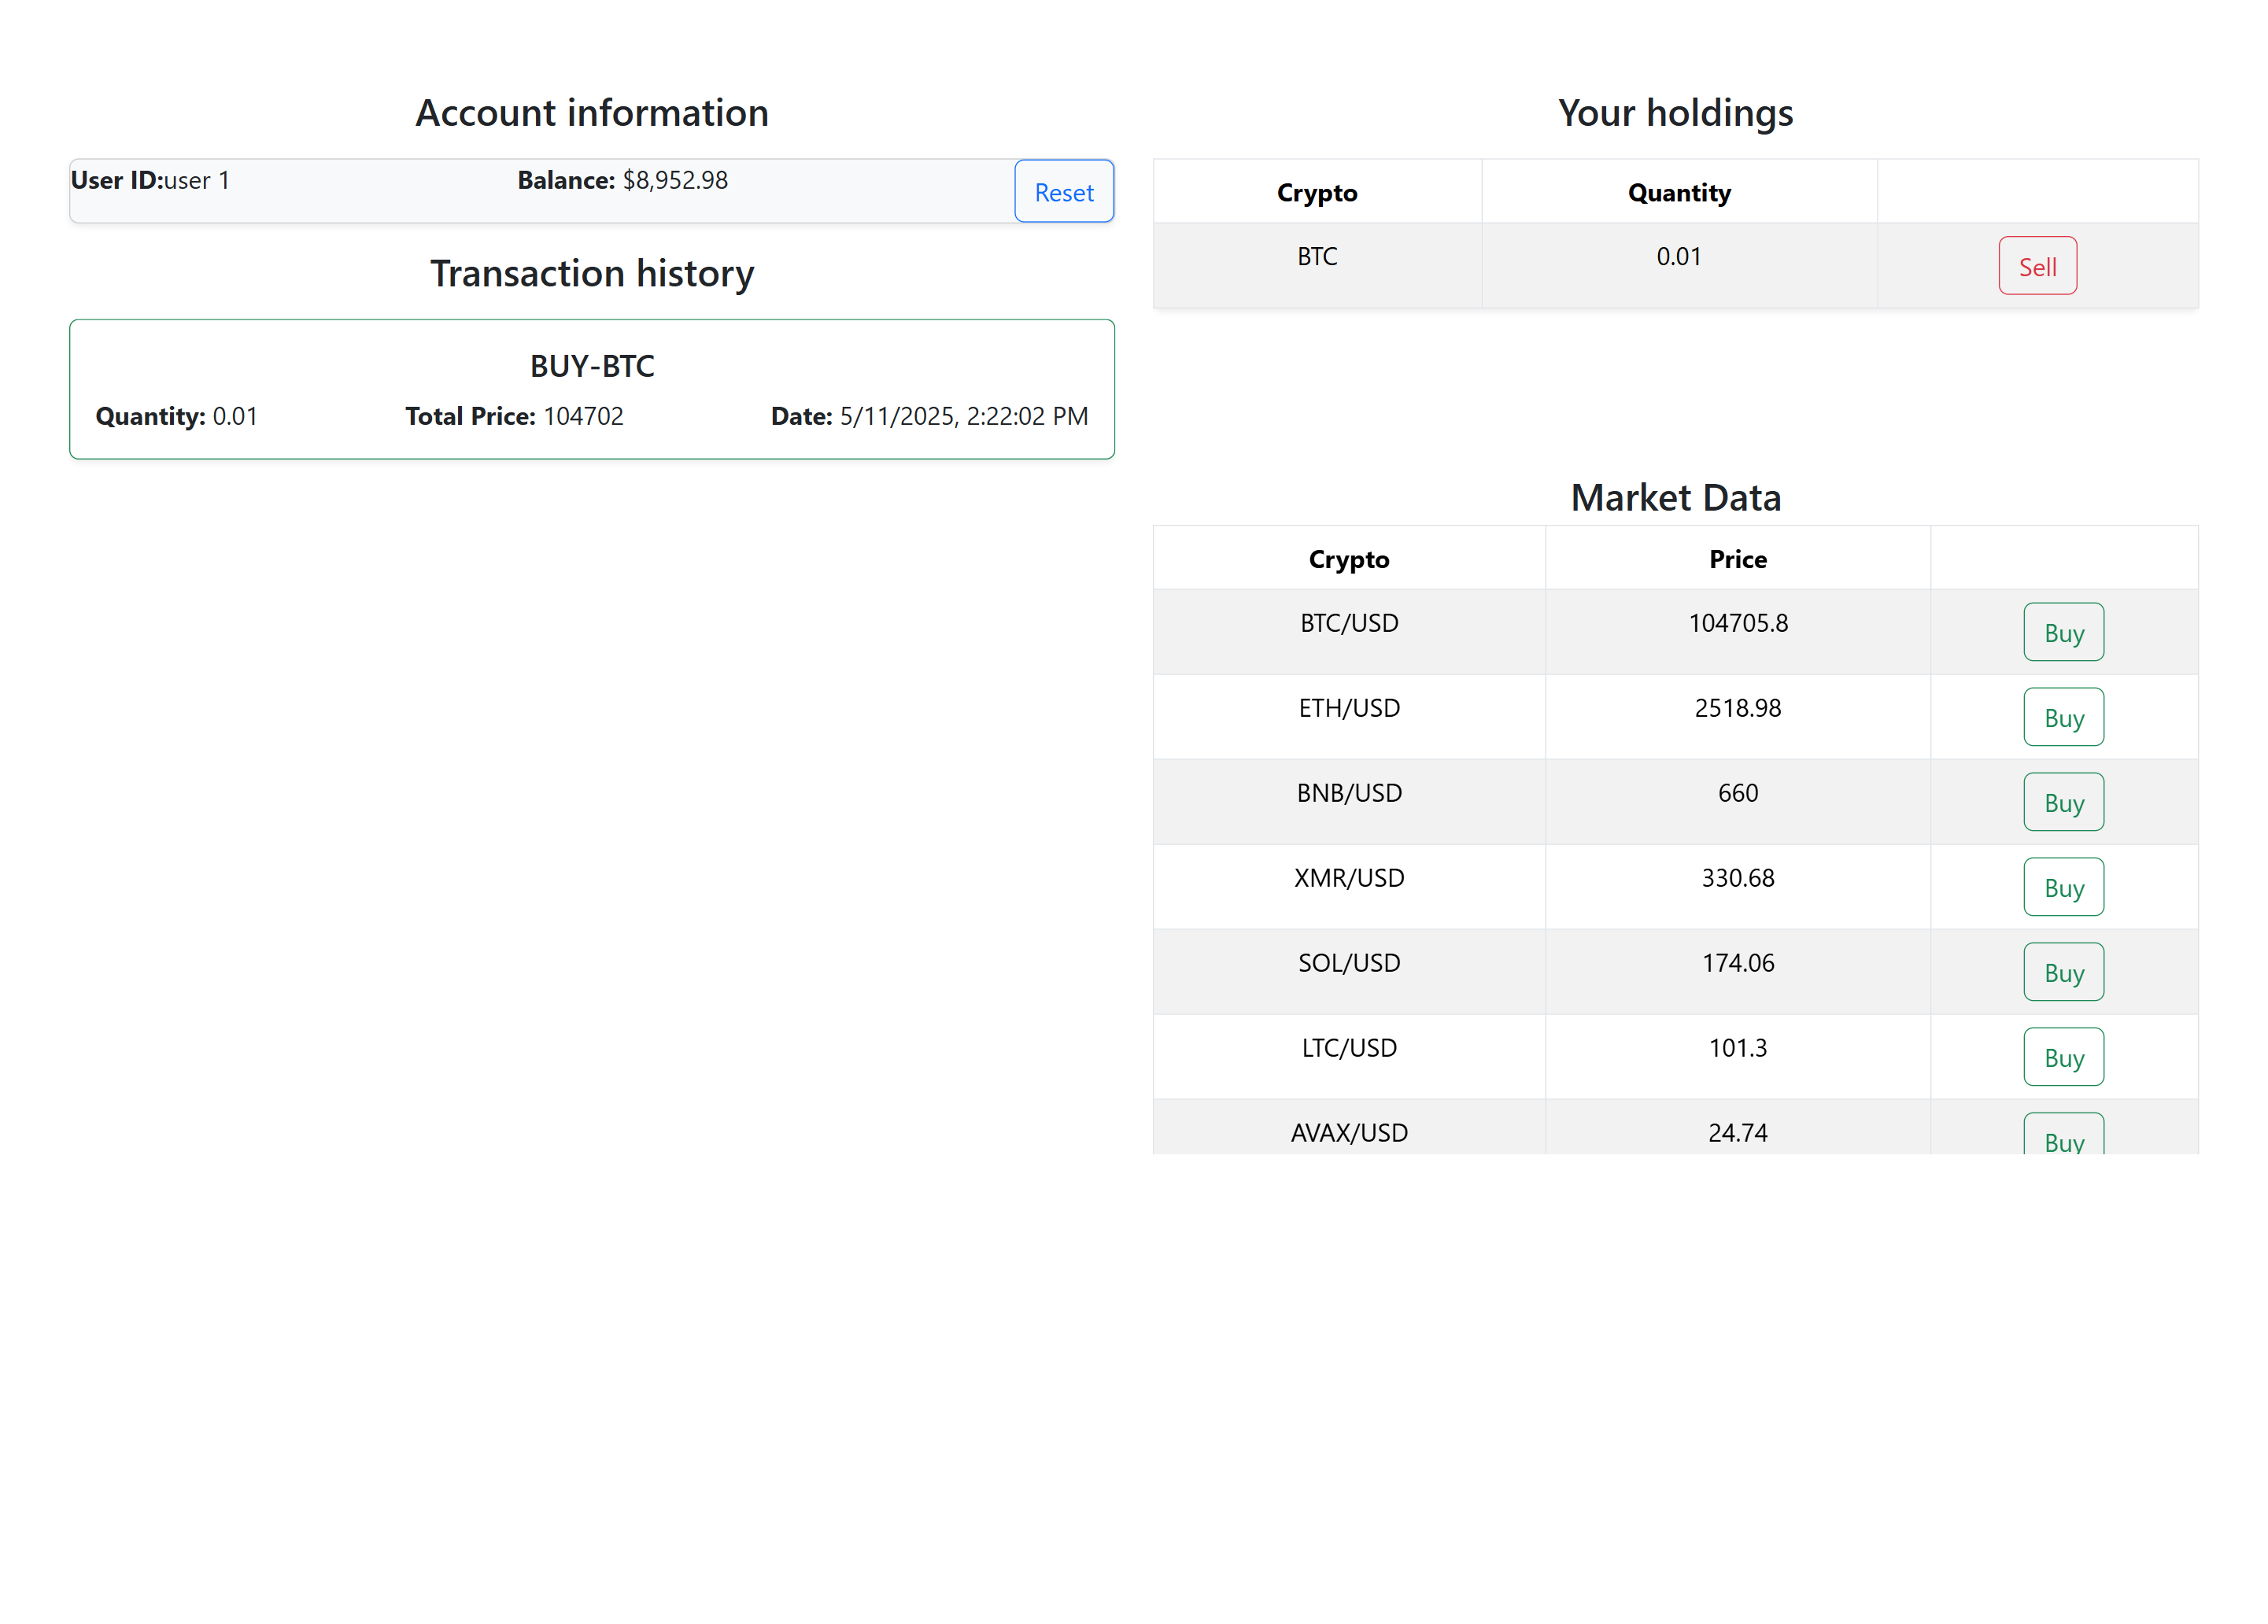 Account information
User ID:user 1 Balance: $8,952.98 Reset
Transaction history
BUY-BTC
Quantity: 0.01 Total Price: 104702 Date: 5/11/2025, 2:22:02 PM
Your holdings
Crypto Quantity
BTC 0.01 Sell
Market Data
Crypto Price
BTC/USD 104705.8 Buy
ETH/USD 2518.98 Buy
BNB/USD 660 Buy
XMR/USD 330.68 Buy
SOL/USD 174.06 Buy
LTC/USD 101.3 Buy
AVAX/USD 24.74 Buy